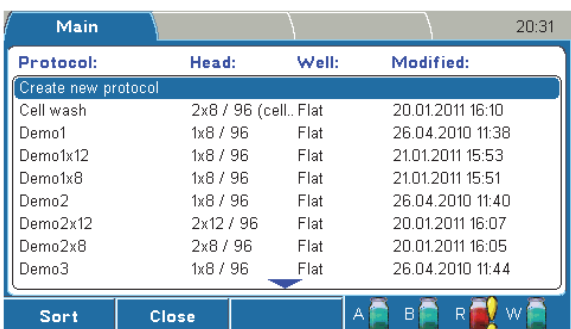 Main 20:31
Protocol: Head: Well: Modified:
Create new protocol
Cell wash 2x8 / 96 (cell.. Flat 20.01.2011 16:10
Demo1 1x8 / 96 Flat 26.04.2010 11:38
Demo1x12 1x8 / 96 Flat 21.01.2011 15:53
Demo1x8 1x8 / 96 Flat 21.01.2011 15:51
Demo2 1x8 / 96 Flat 26.04.2010 11:40
Demo2x12 2x12 / 96 Flat 20.01.2011 16:07
Demo2x8 2x8 / 96 Flat 20.01.2011 16:05
Demo3 1x8 / 96 Flat 26.04.2010 11:44
Sort Close A B R W